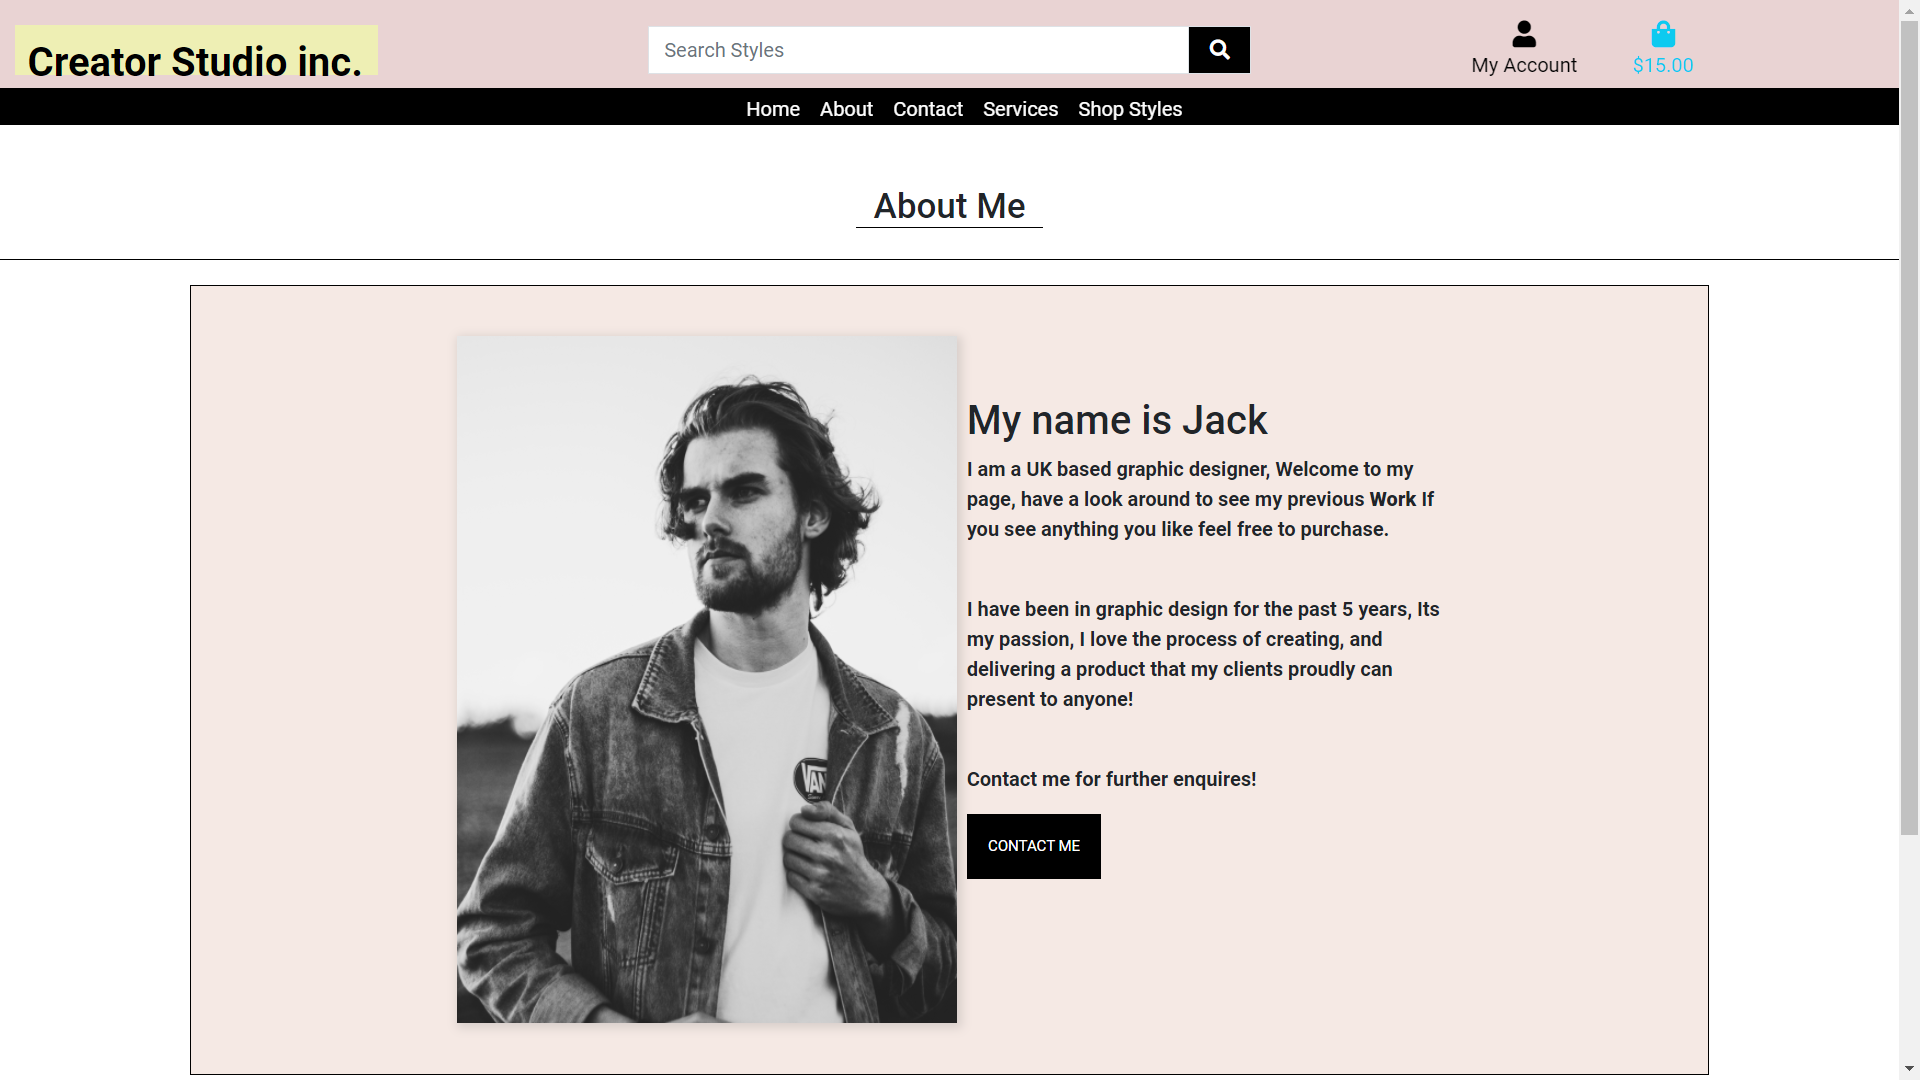 Creator Studio inc.
Search Styles
My Account
$15.00
Home About Contact Services Shop Styles
About Me
My name is Jack
I am a UK based graphic designer, Welcome to my
page, have a look around to see my previous Work If
you see anything you like feel free to purchase.
I have been in graphic design for the past 5 years, Its
my passion, I love the process of creating, and
delivering a product that my clients proudly can
present to anyone!
Contact me for further enquires!
CONTACT ME